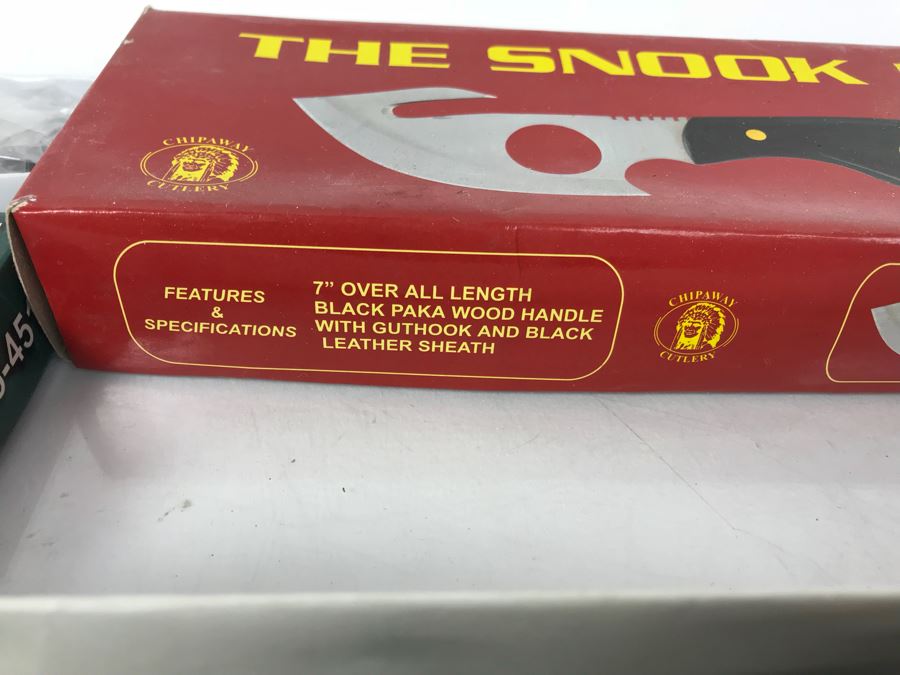 THE SNOOK
CHIPAWAY
CUTLERY
FEATURES
&
SPECIFICATIONS
7” OVER ALL LENGTH
BLACK PAKA WOOD HANDLE
WITH GUTHOOK AND BLACK
LEATHER SHEATH
CHIPAWAY
CUTLERY